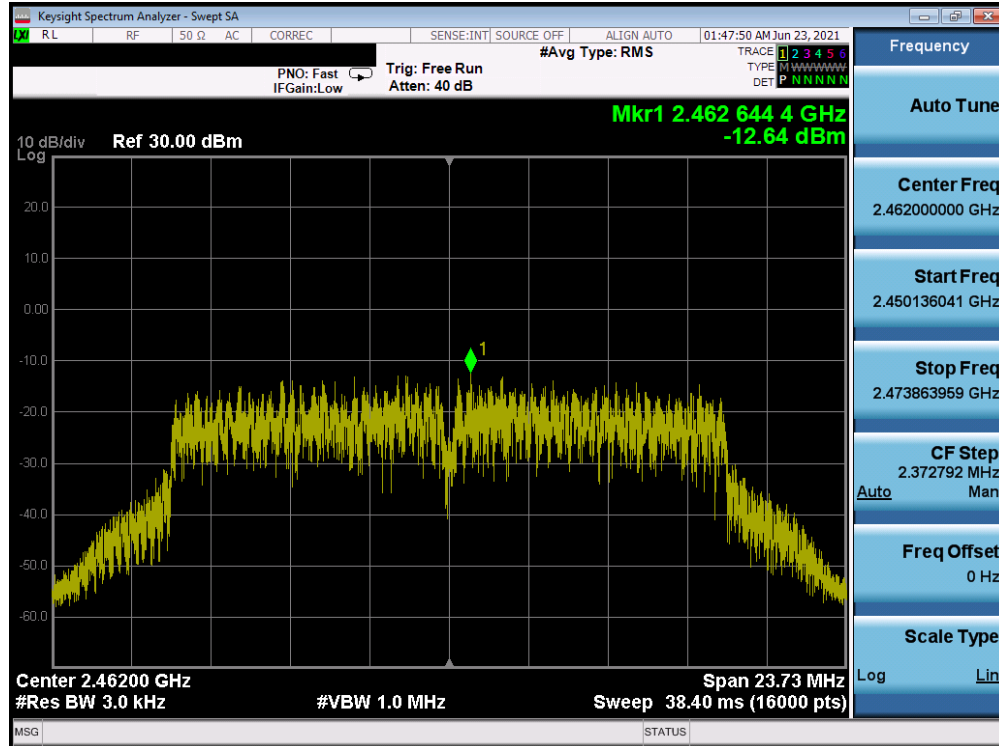 Keysight Spectrum Analyzer - Swept SA
LXI RL RF 50 Ω AC CORREC SENSE:INT SOURCE OFF ALIGN AUTO 01:47:50 AM Jun 23, 2021
#Avg Type: RMS
TRACE 1 2 3 4 5 6
TYPE M WWWWW
DET P N N N N N
PNO: Fast
IFGain:Low
Trig: Free Run
Atten: 40 dB
Mkr1 2.462 644 4 GHz
-12.64 dBm
10 dB/div
Log
Ref 30.00 dBm
20.0
10.0
0.00
-10.0
-20.0
-30.0
-40.0
-50.0
-60.0
1
Center 2.46200 GHz
Span 23.73 MHz
#Res BW 3.0 kHz
#VBW 1.0 MHz
Sweep 38.40 ms (16000 pts)
MSG
STATUS
Frequency
Auto Tune
Center Freq
2.462000000 GHz
Start Freq
2.450136041 GHz
Stop Freq
2.473863959 GHz
CF Step
2.372792 MHz
Auto Man
Freq Offset
0 Hz
Scale Type
Log Lin